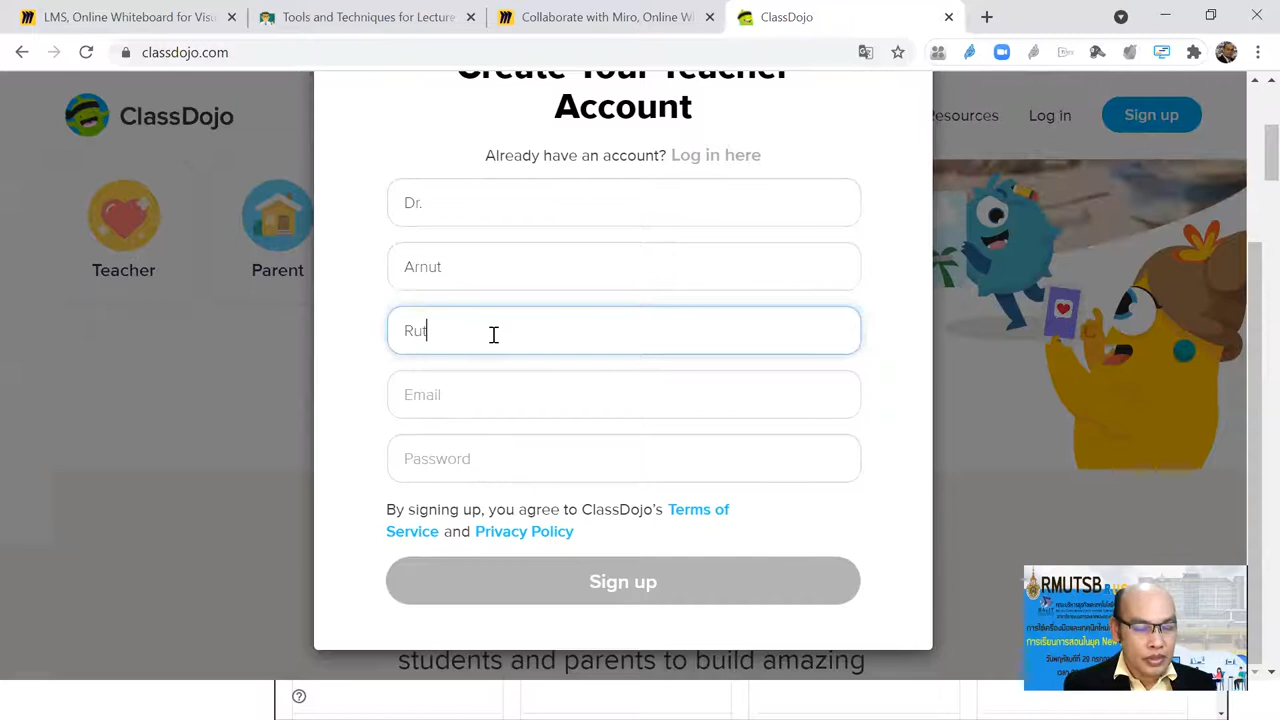 LMS, Online Whiteboard for Visu
Tools and Techniques for Lecture
Collaborate with Miro, Online Wi
ClassDojo
classdojo.com
Create Your Teacher
Account
ClassDojo
Resources
Log in
Sign up
Already have an account? Log in here
Dr.
Arnut
Rut
Email
Password
Teacher
Parent
By signing up, you agree to ClassDojo's Terms of
Service and Privacy Policy
Sign up
students and parents to build amazing
RMUTSB